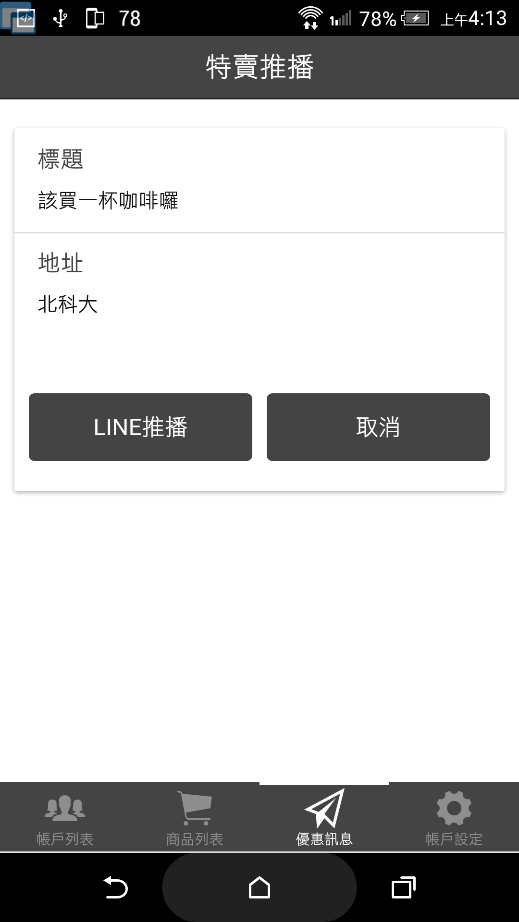 78 78% 上午4:13
特賣推播
標題
該買一杯咖啡囉
地址
北科大
LINE推播 取消
帳戶列表 商品列表 優惠訊息 帳戶設定